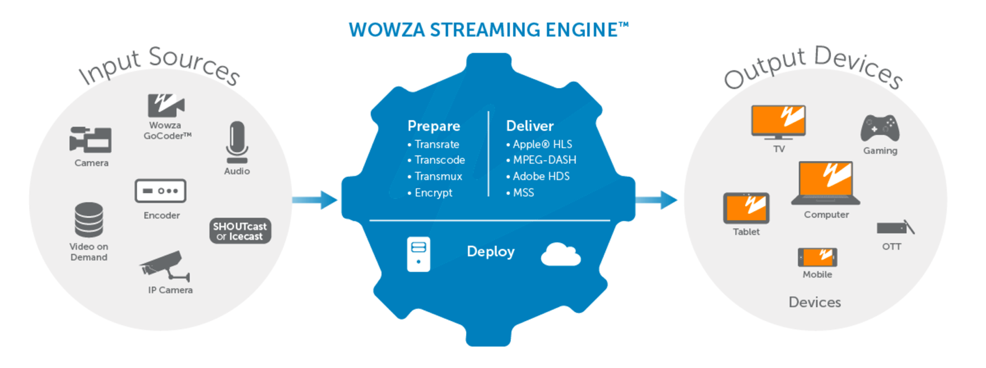 WOWZA STREAMING ENGINE™
Input Sources
Wowza
GoCoder™
Camera
Audio
Encoder
SHOUTcast
or Icecast
Video on
Demand
IP Camera
Prepare
• Transrate
• Transcode
• Transmux
• Encrypt
Deliver
• Apple® HLS
• MPEG-DASH
• Adobe HDS
• MSS
Deploy
Output Devices
TV
Gaming
Computer
Tablet
OTT
Mobile
Devices